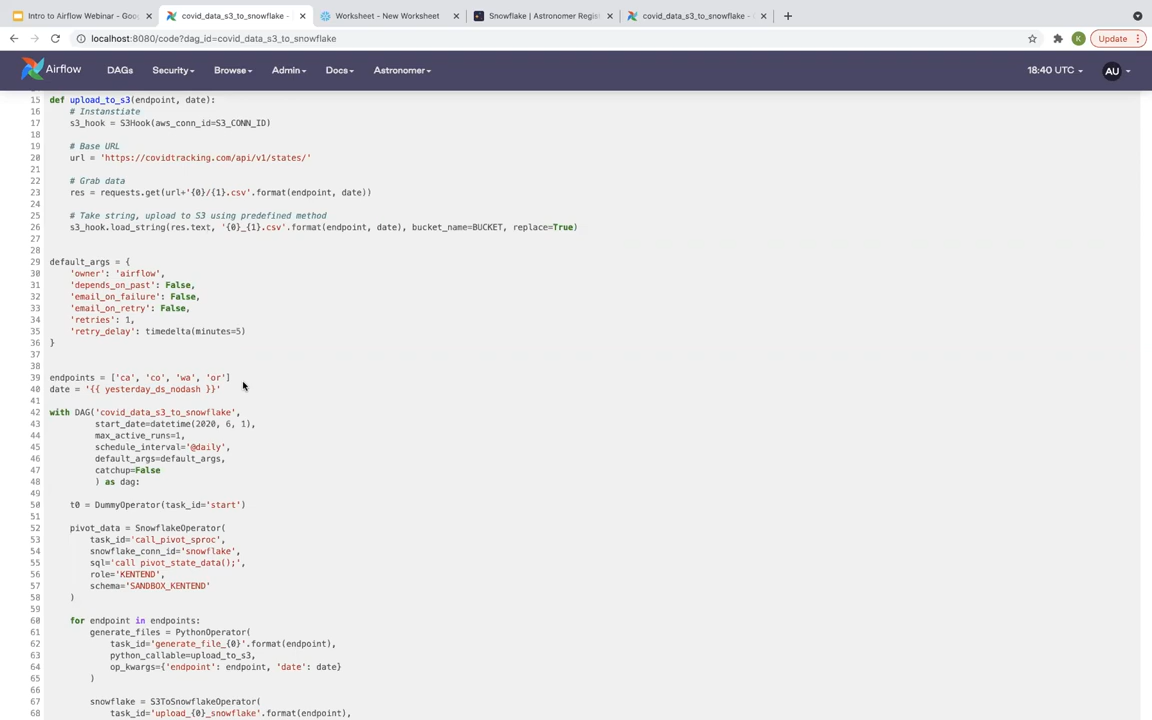 Intro to Airflow Webinar - Goo
covid_data_s3_to_snowflake -
Worksheet - New Worksheet
Snowflake | Astronomer Regist
covid_data_s3_to_snowflake -
localhost:8080/code?dag_id=covid_data_s3_to_snowflake
K
Update
Airflow
DAGs
Security
Browse
Admin
Docs
Astronomer
18:40 UTC
AU
15 def upload_to_s3(endpoint, date):
16 # Instanstiate
17 s3_hook = S3Hook(aws_conn_id=S3_CONN_ID)
18
19 # Base URL
20 url = 'https://covidtracking.com/api/v1/states/'
21
22 # Grab data
23 res = requests.get(url+'{0}/{1}.csv'.format(endpoint, date))
24
25 # Take string, upload to S3 using predefined method
26 s3_hook.load_string(res.text, '{0}_{1}.csv'.format(endpoint, date), bucket_name=BUCKET, replace=True)
27
28
29 default_args = {
30 'owner': 'airflow',
31 'depends_on_past': False,
32 'email_on_failure': False,
33 'email_on_retry': False,
34 'retries': 1,
35 'retry_delay': timedelta(minutes=5)
36 }
37
38
39 endpoints = ['ca', 'co', 'wa', 'or']
40 date = '{{ yesterday_ds_nodash }}'
41
42 with DAG('covid_data_s3_to_snowflake',
43 start_date=datetime(2020, 6, 1),
44 max_active_runs=1,
45 schedule_interval='@daily',
46 default_args=default_args,
47 catchup=False
48 ) as dag:
49
50 t0 = DummyOperator(task_id='start')
51
52 pivot_data = SnowflakeOperator(
53 task_id='call_pivot_sproc',
54 snowflake_conn_id='snowflake',
55 sql='call pivot_state_data();',
56 role='KENTEND',
57 schema='SANDBOX_KENTEND'
58 )
59
60 for endpoint in endpoints:
61 generate_files = PythonOperator(
62 task_id='generate_file_{0}'.format(endpoint),
63 python_callable=upload_to_s3,
64 op_kwargs={'endpoint': endpoint, 'date': date}
65 )
66
67 snowflake = S3ToSnowflakeOperator(
68 task_id='upload_{0}_snowflake'.format(endpoint),